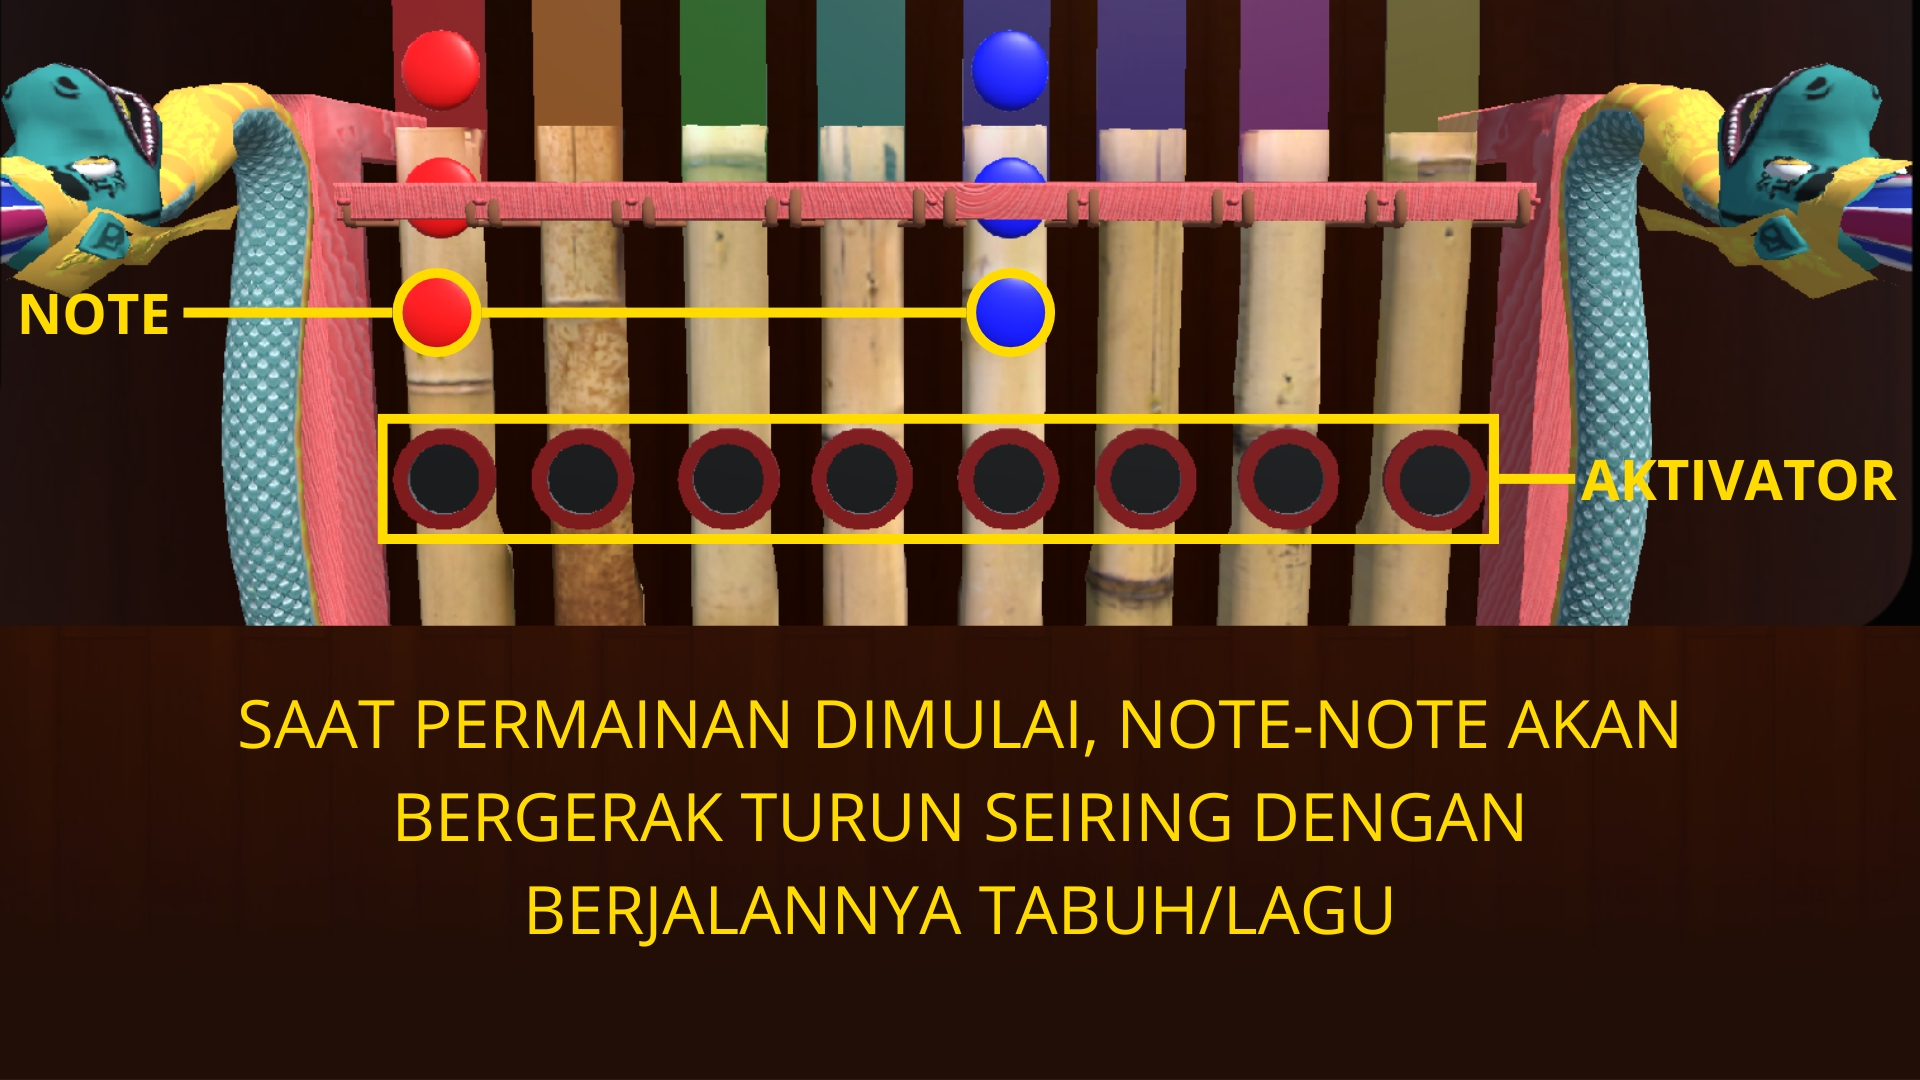 NOTE
AKTIVATOR
SAAT PERMAINAN DIMULAI, NOTE-NOTE AKAN
BERGERAK TURUN SEIRING DENGAN
BERJALANNYA TABUH/LAGU